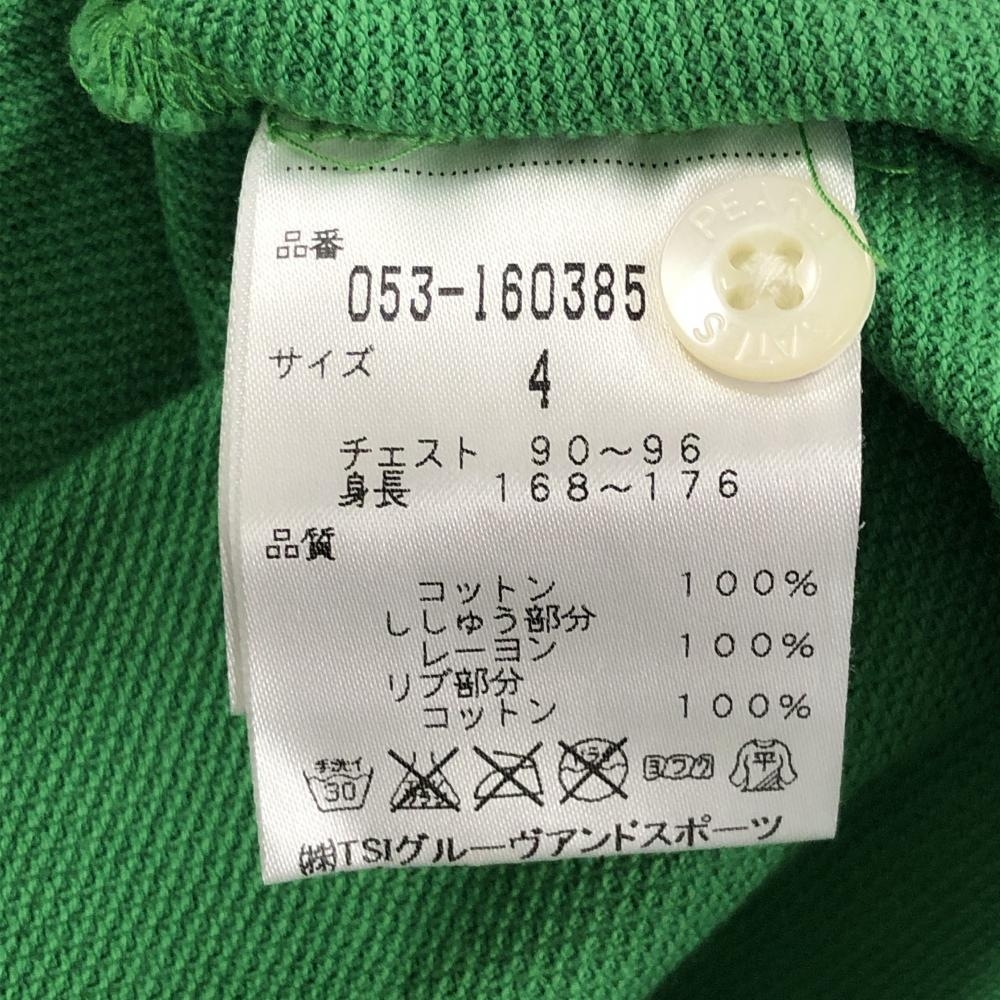 品番
053-160385
サイズ 4
チェスト 90～96
身長 168～176
品質
コットン 100%
ししゅう部分
レーヨン 100%
リブ部分
コットン 100%
手洗イ
30
ヨワク
平
㈱TSIグルーヴアンドスポーツ
PEARLY
GATES